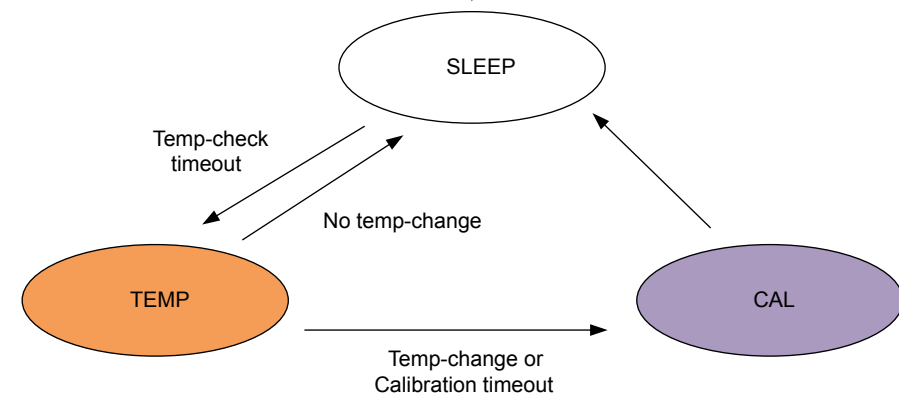 SLEEP
Temp-check
timeout
No temp-change
TEMP
CAL
Temp-change or
Calibration timeout